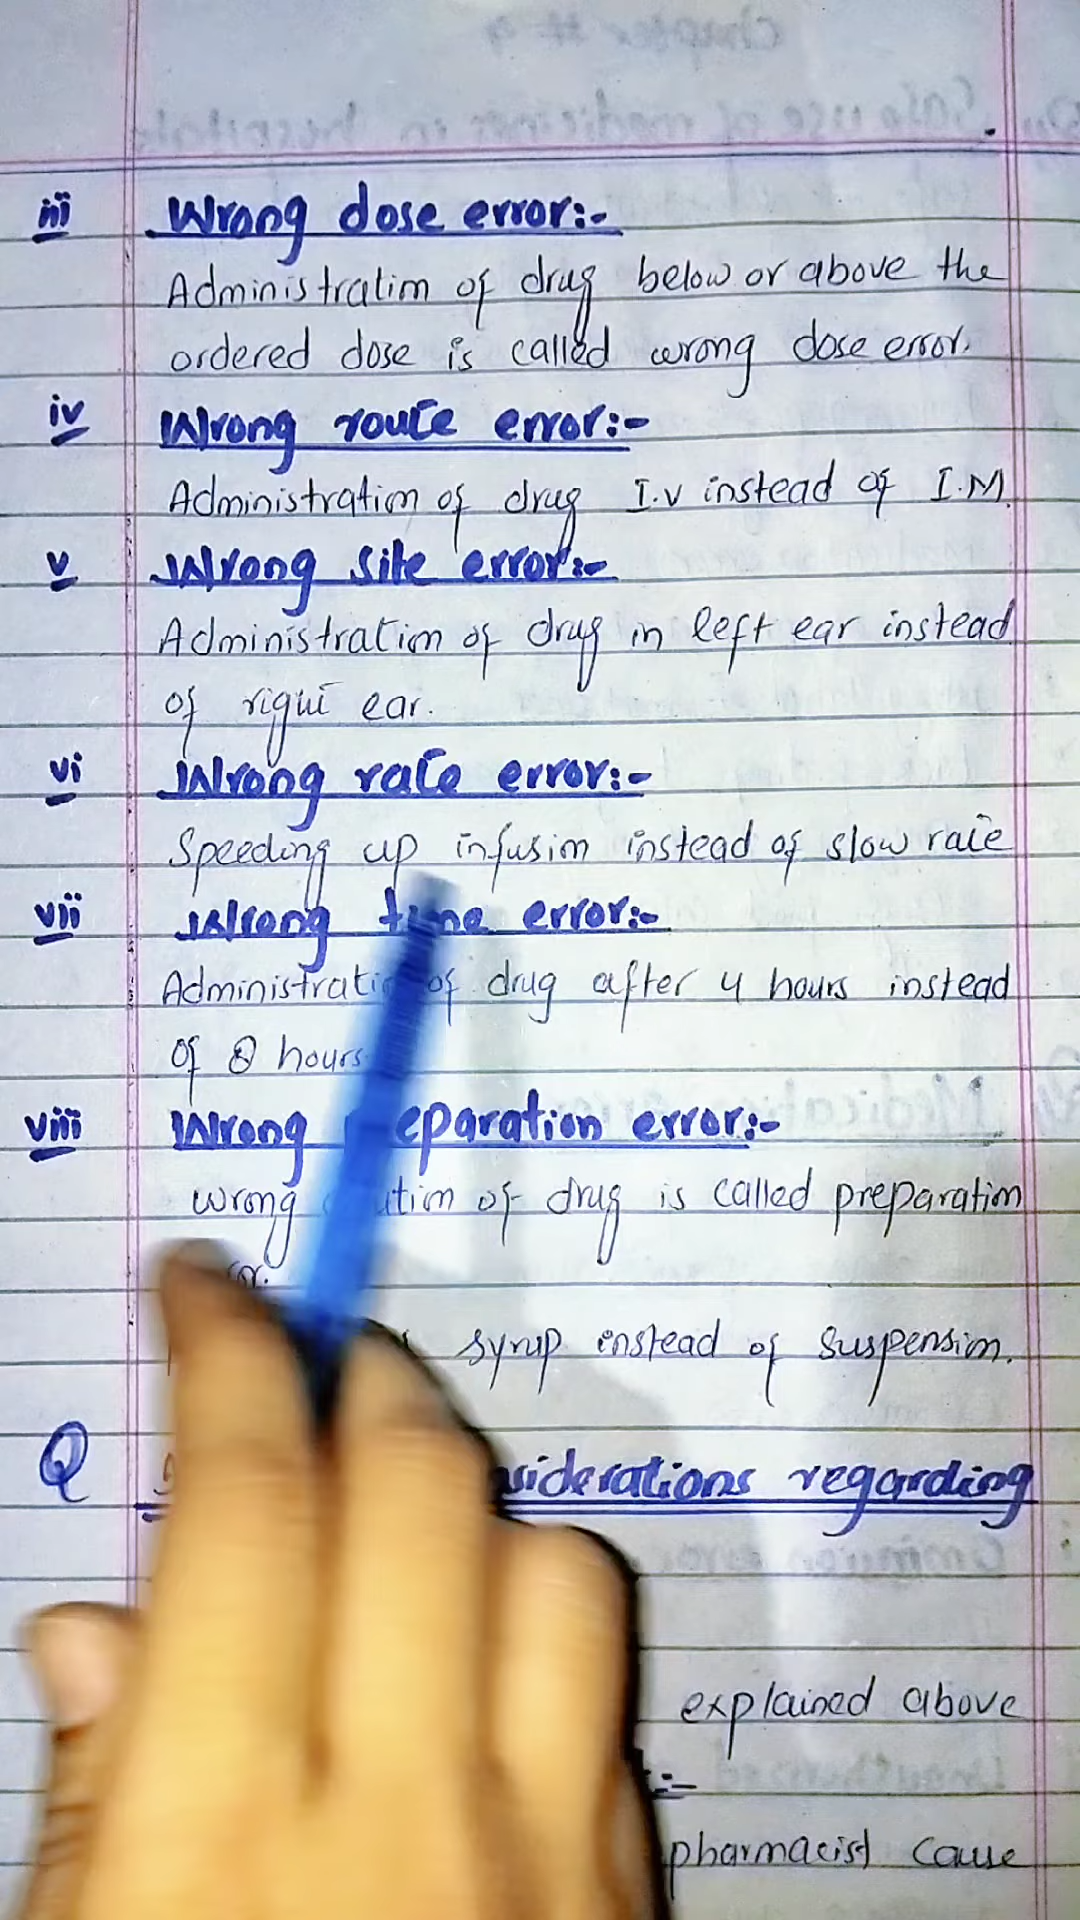 iii Wrong dose error:-
Administration of drug below or above the
ordered dose is called wrong dose error.
iv Wrong route error:-
Administration of drug I.V instead of I.M
v Wrong site error:-
Administration of drug in left ear instead
of right ear.
vi Wrong rate error:-
Speeding up infusion instead of slow rate
vii Wrong time error:-
Administration of drug after 4 hours instead
of 8 hours
viii Wrong preparation error:-
Wrong of drug is called preparation
syrup instead of suspension.
Q regarding
explained above
:-
pharmacist cause